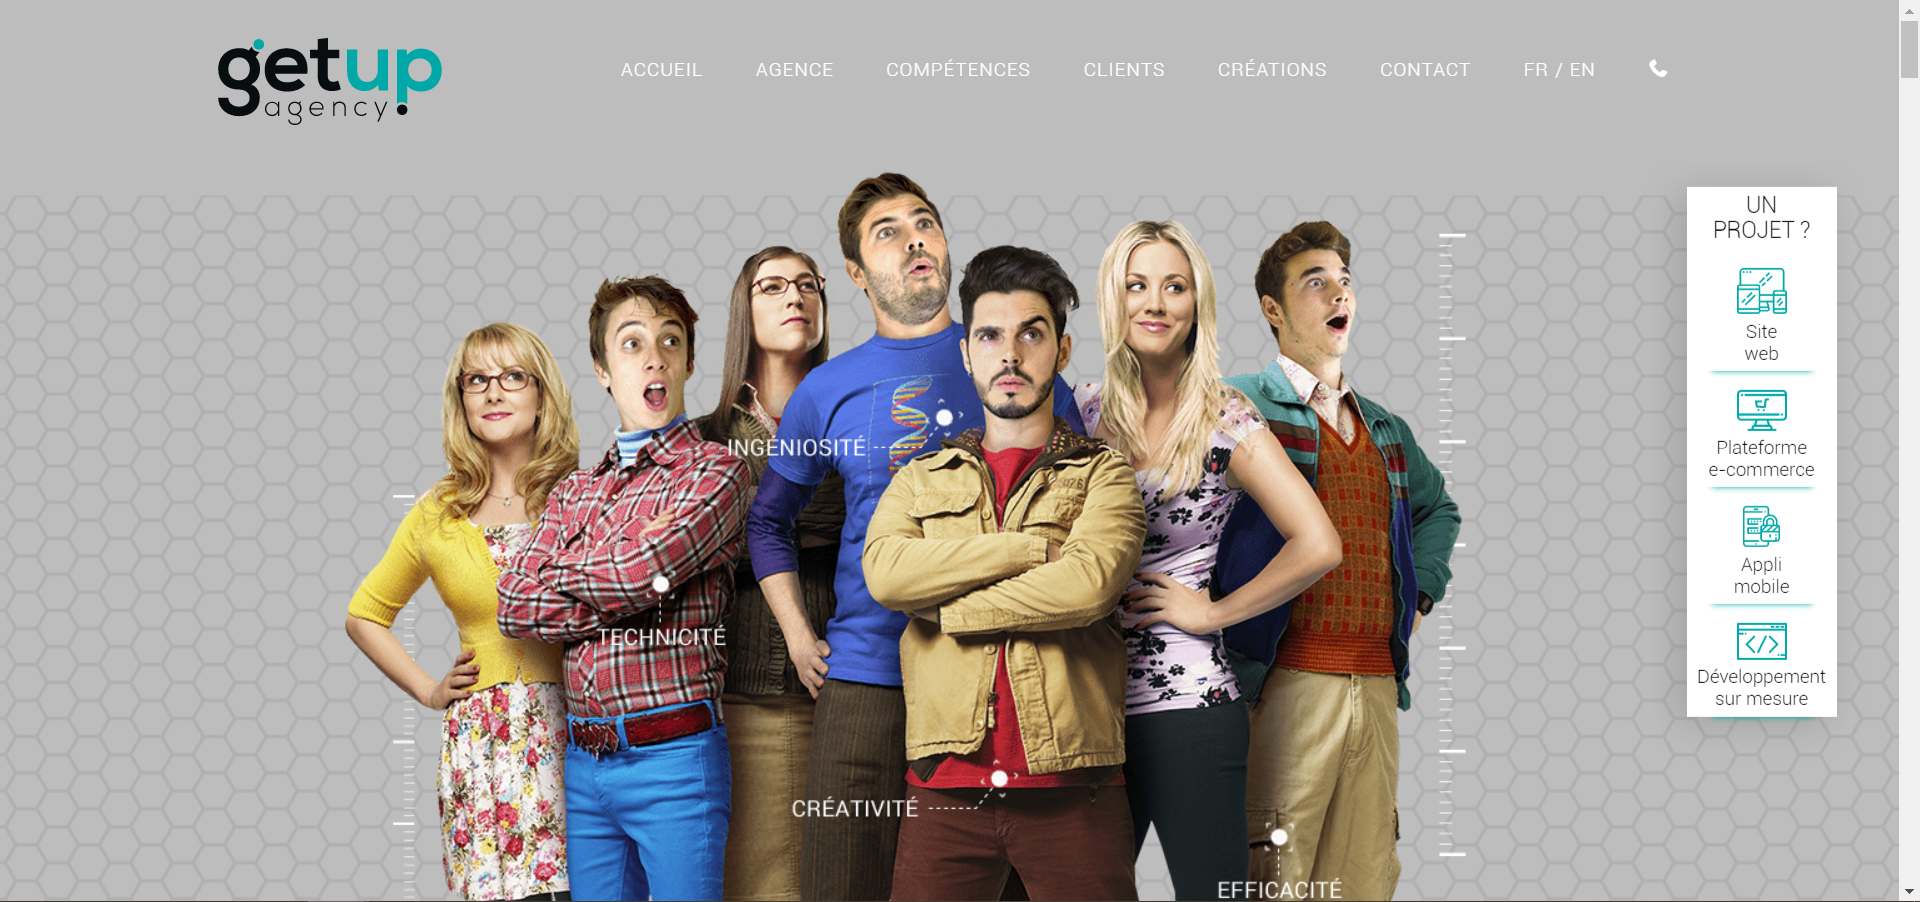 getup
agency
ACCUEIL AGENCE COMPÉTENCES CLIENTS CRÉATIONS CONTACT FR / EN
UN
PROJET ?
Site
web
Plateforme
e-commerce
Appli
mobile
Développement
sur mesure
INGÉNIOSITÉ
TECHNICITÉ
CRÉATIVITÉ
EFFICACITÉ